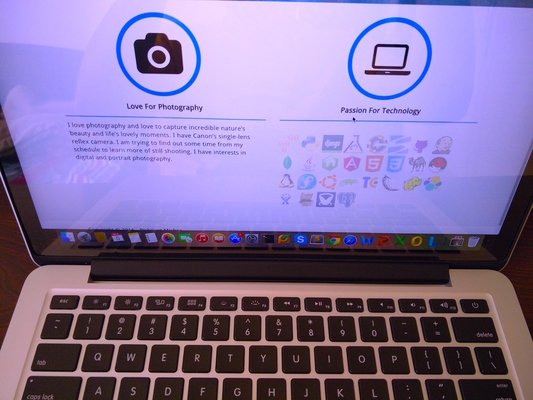 Love For Photography
Passion For Technology
I love photography and love to capture incredible nature's
beauty and life's lovely moments. I have Canon's single-lens
reflex camera, I am trying to find out some time from my
schedule to learn more of still shooting. I have interests in
digital and portrait photography.
esc F1 F2 F3 F4 F5 F6 F7 F8 F9 F10 F11 F12
~ ! @ # $ % ^ & * ( ) _ +
1 2 3 4 5 6 7 8 9 0 - = delete
tab Q W E R T Y U I O P { } |
[ ] \
caps lock A S D F G H J K L : " enter
; ' return